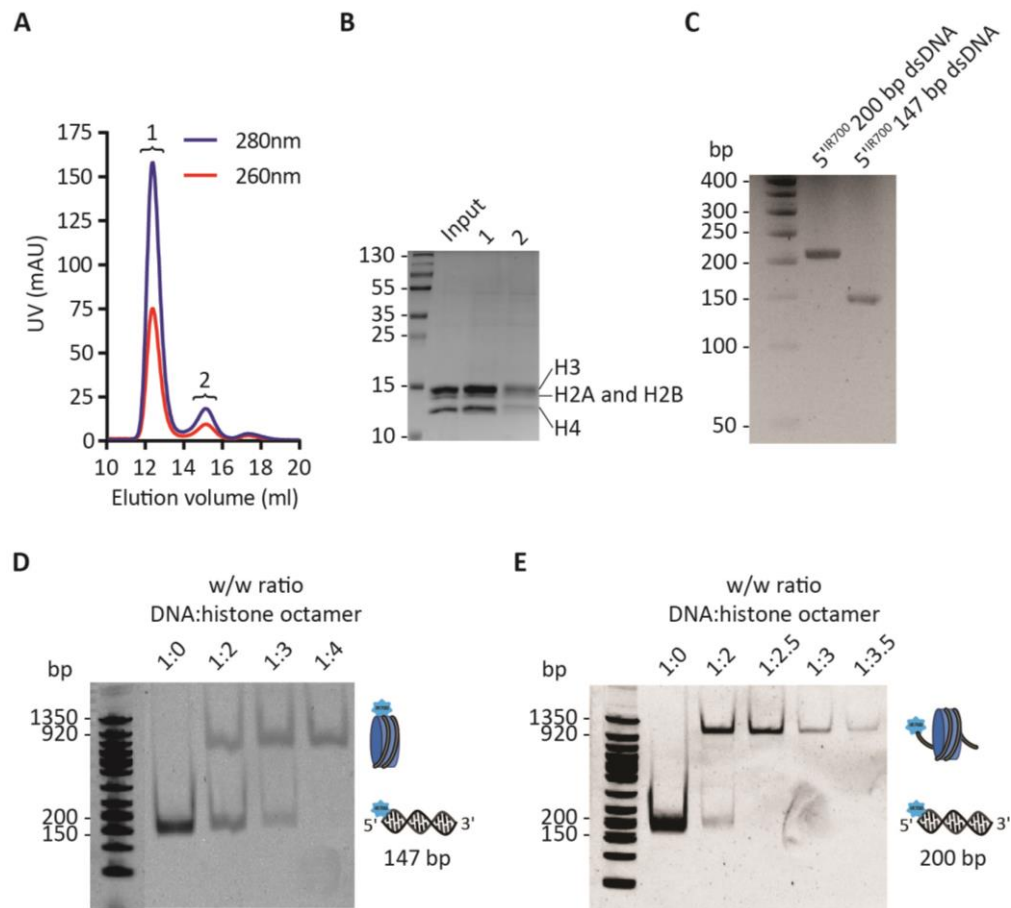 A
175
150
125
100
75
50
25
0
UV (mAU)
10 12 14 16 18 20
Elution volume (ml)
1
2
280nm
260nm
B
Input
1
2
130
55
35
25
15
10
H3
H2A and H2B
H4
C
5'IR700 200 bp dsDNA
5'IR700 147 bp dsDNA
bp
400
300
250
200
150
100
50
D
w/w ratio
DNA:histone octamer
bp
1:0
1:2
1:3
1:4
1350
920
200
150
5' 3'
147 bp
E
w/w ratio
DNA:histone octamer
bp
1:0
1:2
1:2.5
1:3
1:3.5
1350
920
200
150
5' 3'
200 bp